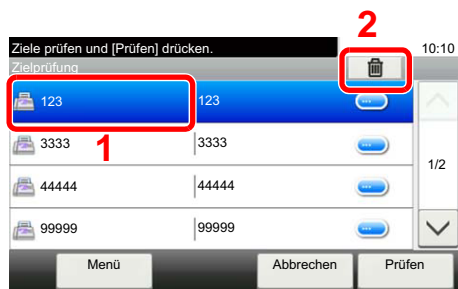 2
Ziele prüfen und [Prüfen] drücken.
10:10
Zielprüfung
123 123
1
3333 3333
1/2
44444 44444
99999 99999
Menü Abbrechen Prüfen